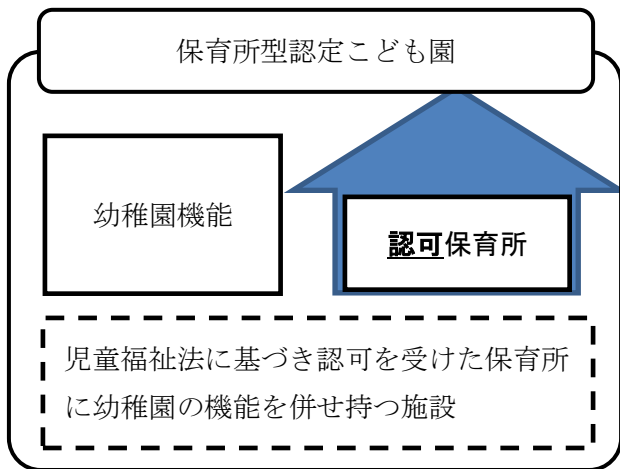 保育所型認定こども園
幼稚園機能
認可保育所
児童福祉法に基づき認可を受けた保育所
に幼稚園の機能を併せ持つ施設